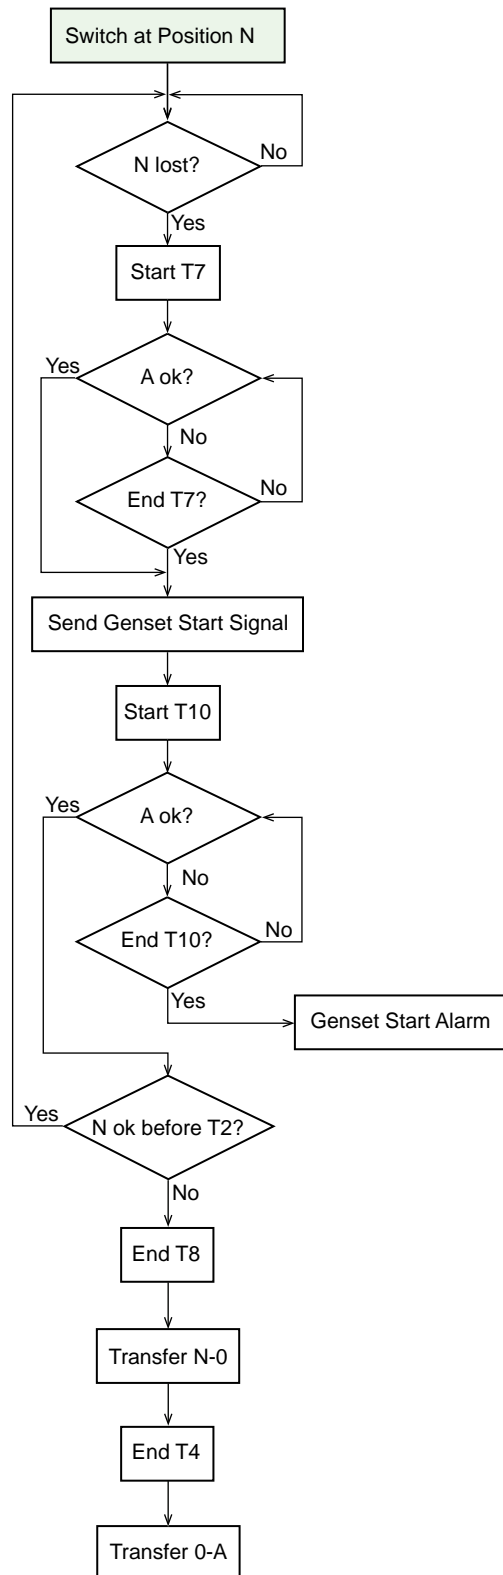 Switch at Position N
N lost?
No
Yes
Start T7
Yes
A ok?
No
End T7?
No
Yes
Send Genset Start Signal
Start T10
Yes
A ok?
No
End T10?
No
Yes
Genset Start Alarm
Yes
N ok before T2?
No
End T8
Transfer N-0
End T4
Transfer 0-A